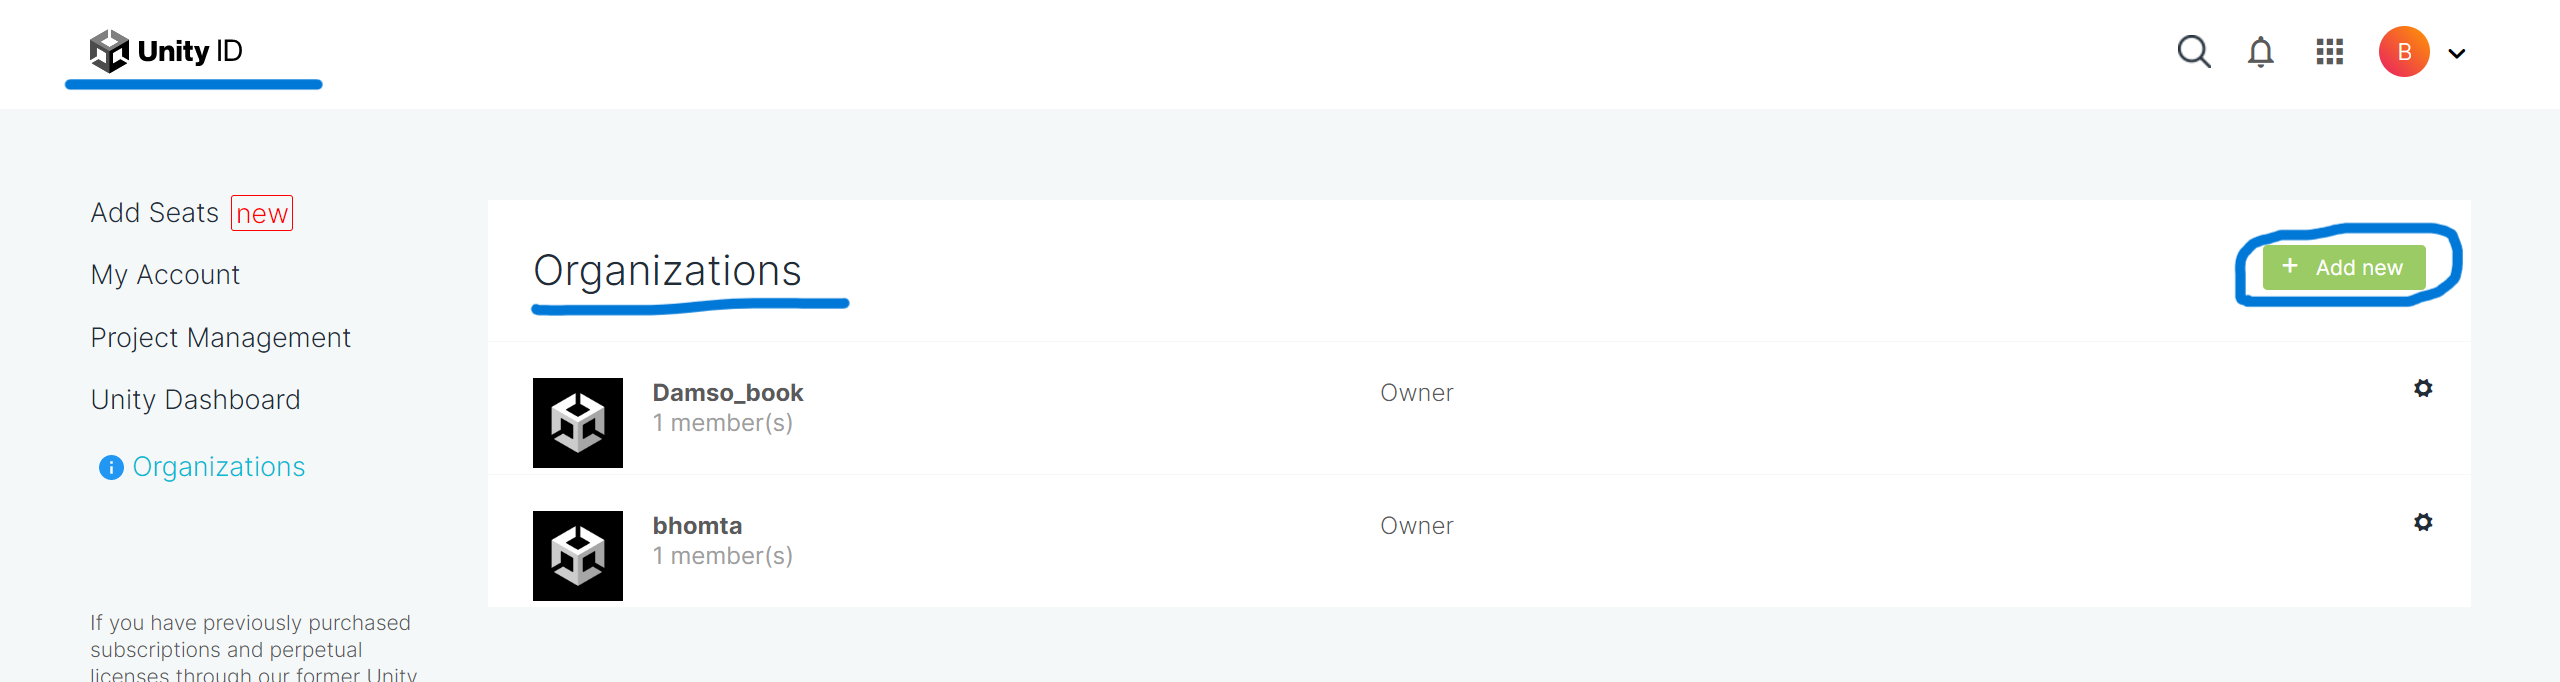 Unity ID
B
Add Seats new
My Account
Project Management
Unity Dashboard
Organizations
If you have previously purchased
subscriptions and perpetual
licenses through our former Unity
Organizations
+ Add new
Damso_book
1 member(s)
Owner
bhomta
1 member(s)
Owner